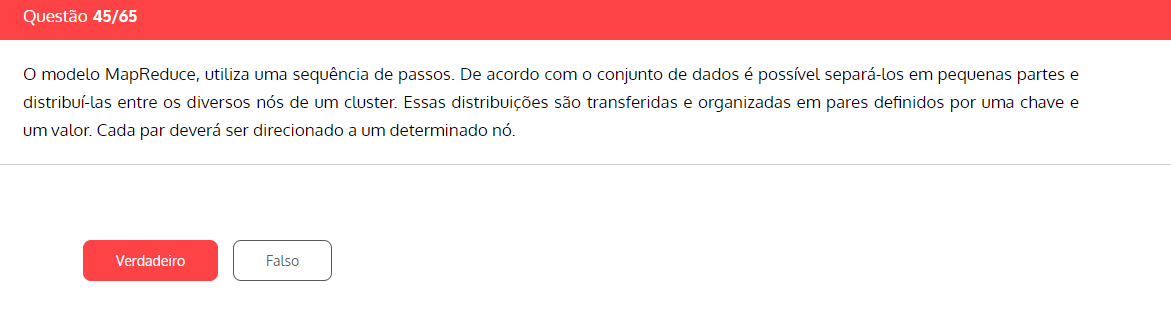 Questão 45/65
O modelo MapReduce, utiliza uma sequência de passos. De acordo com o conjunto de dados é possível separá-los em pequenas partes e
distribuí-las entre os diversos nós de um cluster. Essas distribuições são transferidas e organizadas em pares definidos por uma chave e
um valor. Cada par deverá ser direcionado a um determinado nó.
Verdadeiro
Falso